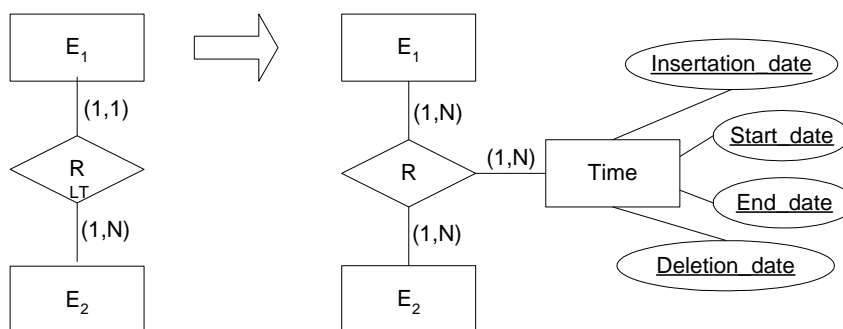 E₁
(1,1)
R
LT
(1,N)
E₂
E₁
(1,N)
R
(1,N)
(1,N)
E₂
Time
Insertation_date
Start_date
End_date
Deletion_date